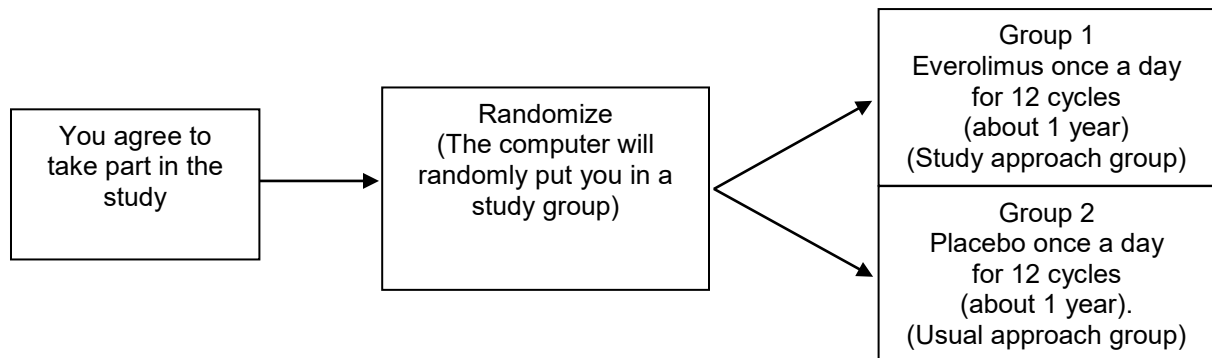 You agree to
take part in the
study
Randomize
(The computer will
randomly put you in a
study group)
Group 1
Everolimus once a day
for 12 cycles
(about 1 year)
(Study approach group)
Group 2
Placebo once a day
for 12 cycles
(about 1 year).
(Usual approach group)